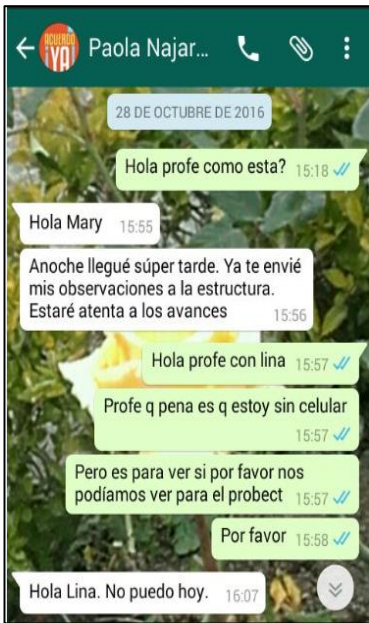 ACUERDO
¡YA!
Paola Najar...
28 DE OCTUBRE DE 2016
Hola profe como esta? 15:18
Hola Mary 15:55
Anoche llegué súper tarde. Ya te envié
mis observaciones a la estructura.
Estaré atenta a los avances 15:56
Hola profe con lina 15:57
Profe q pena es q estoy sin celular
15:57
Pero es para ver si por favor nos
podíamos ver para el probect 15:57
Por favor 15:58
Hola Lina. No puedo hoy. 16:07